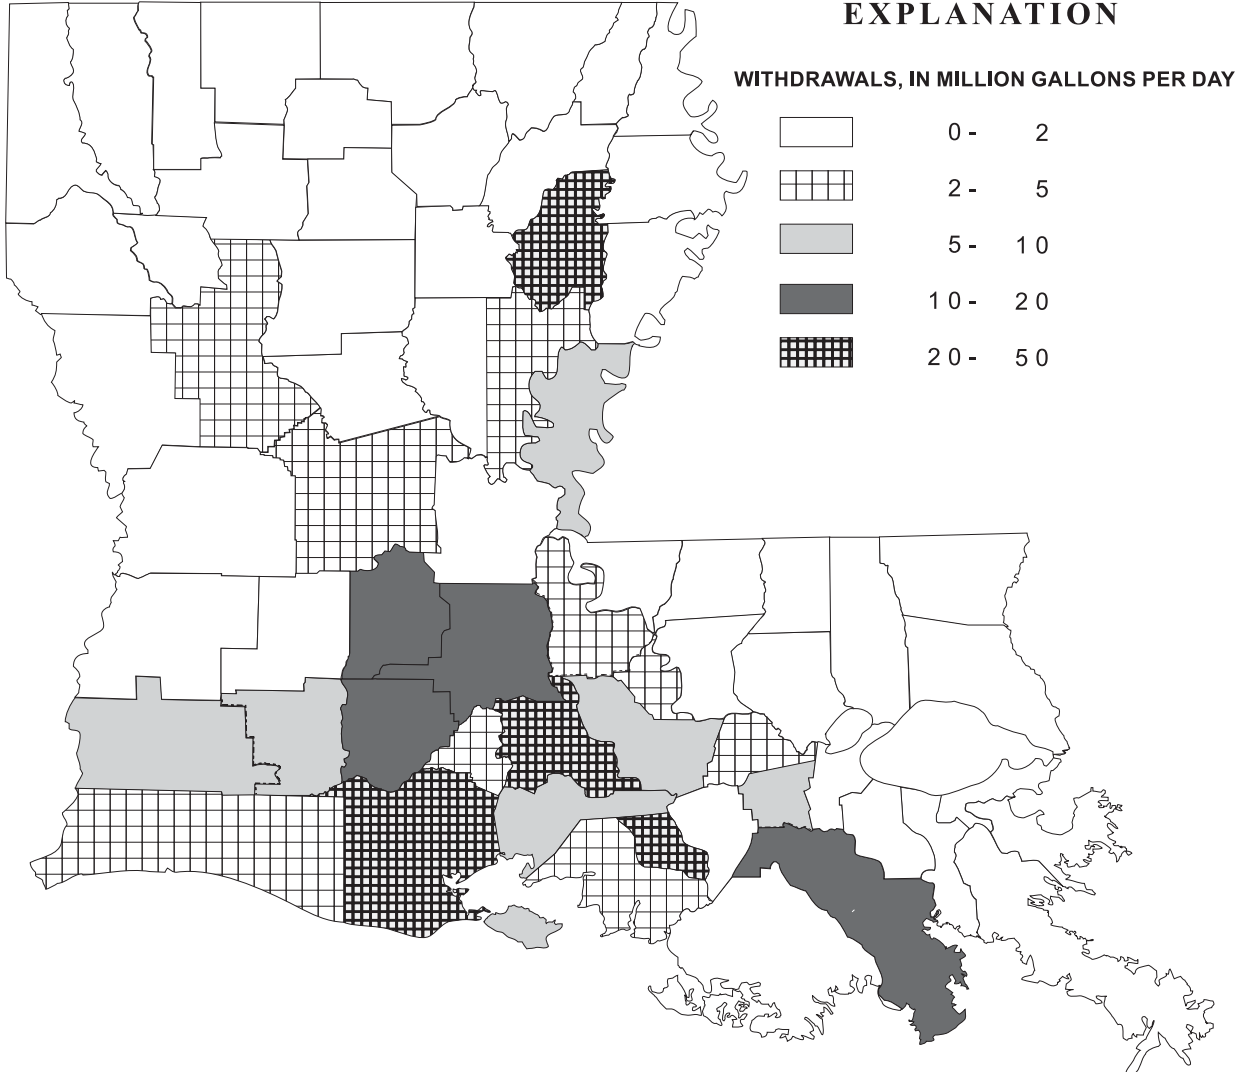 EXPLANATION
WITHDRAWALS, IN MILLION GALLONS PER DAY
0- 2
2- 5
5- 10
10- 20
20- 50